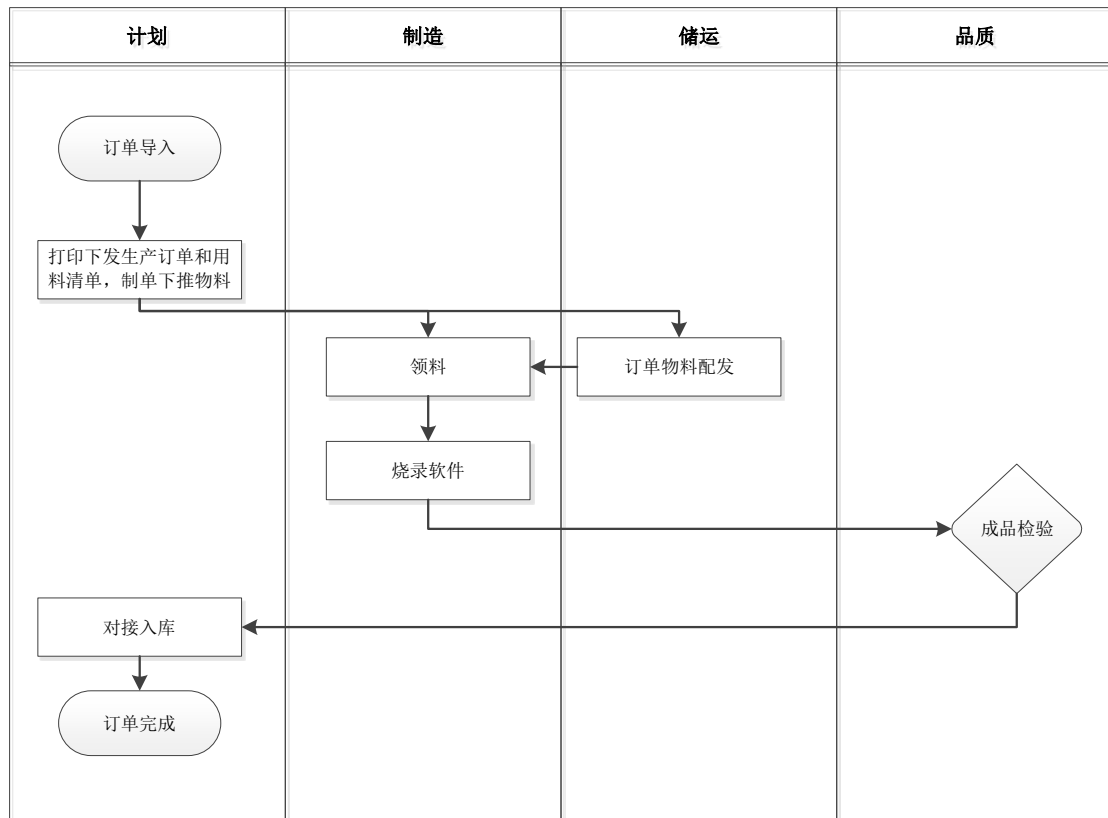 计划
制造
储运
品质
订单导入
打印下发生产订单和用
料清单，制单下推物料
领料
订单物料配发
烧录软件
成品检验
对接入库
订单完成